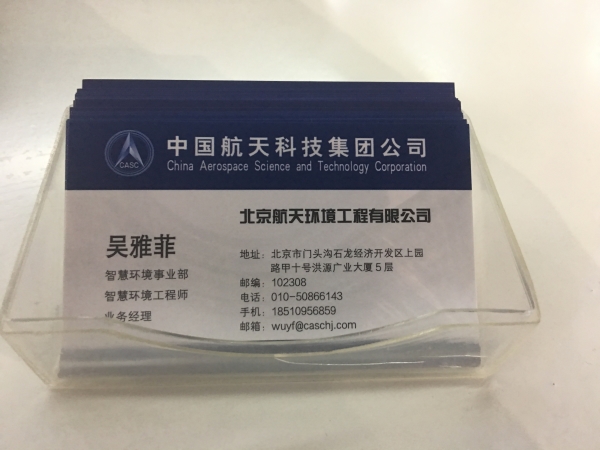 CASC
中国航天科技集团公司
China Aerospace Science and Technology Corporation
北京航天环境工程有限公司
吴雅菲
智慧环境事业部
智慧环境工程师
业务经理
地址：北京市门头沟石龙经济开发区上园
路甲十号洪源广业大厦5层
邮编：102308
电话：010-50866143
手机：18510956859
邮箱：wuyf@caschj.com